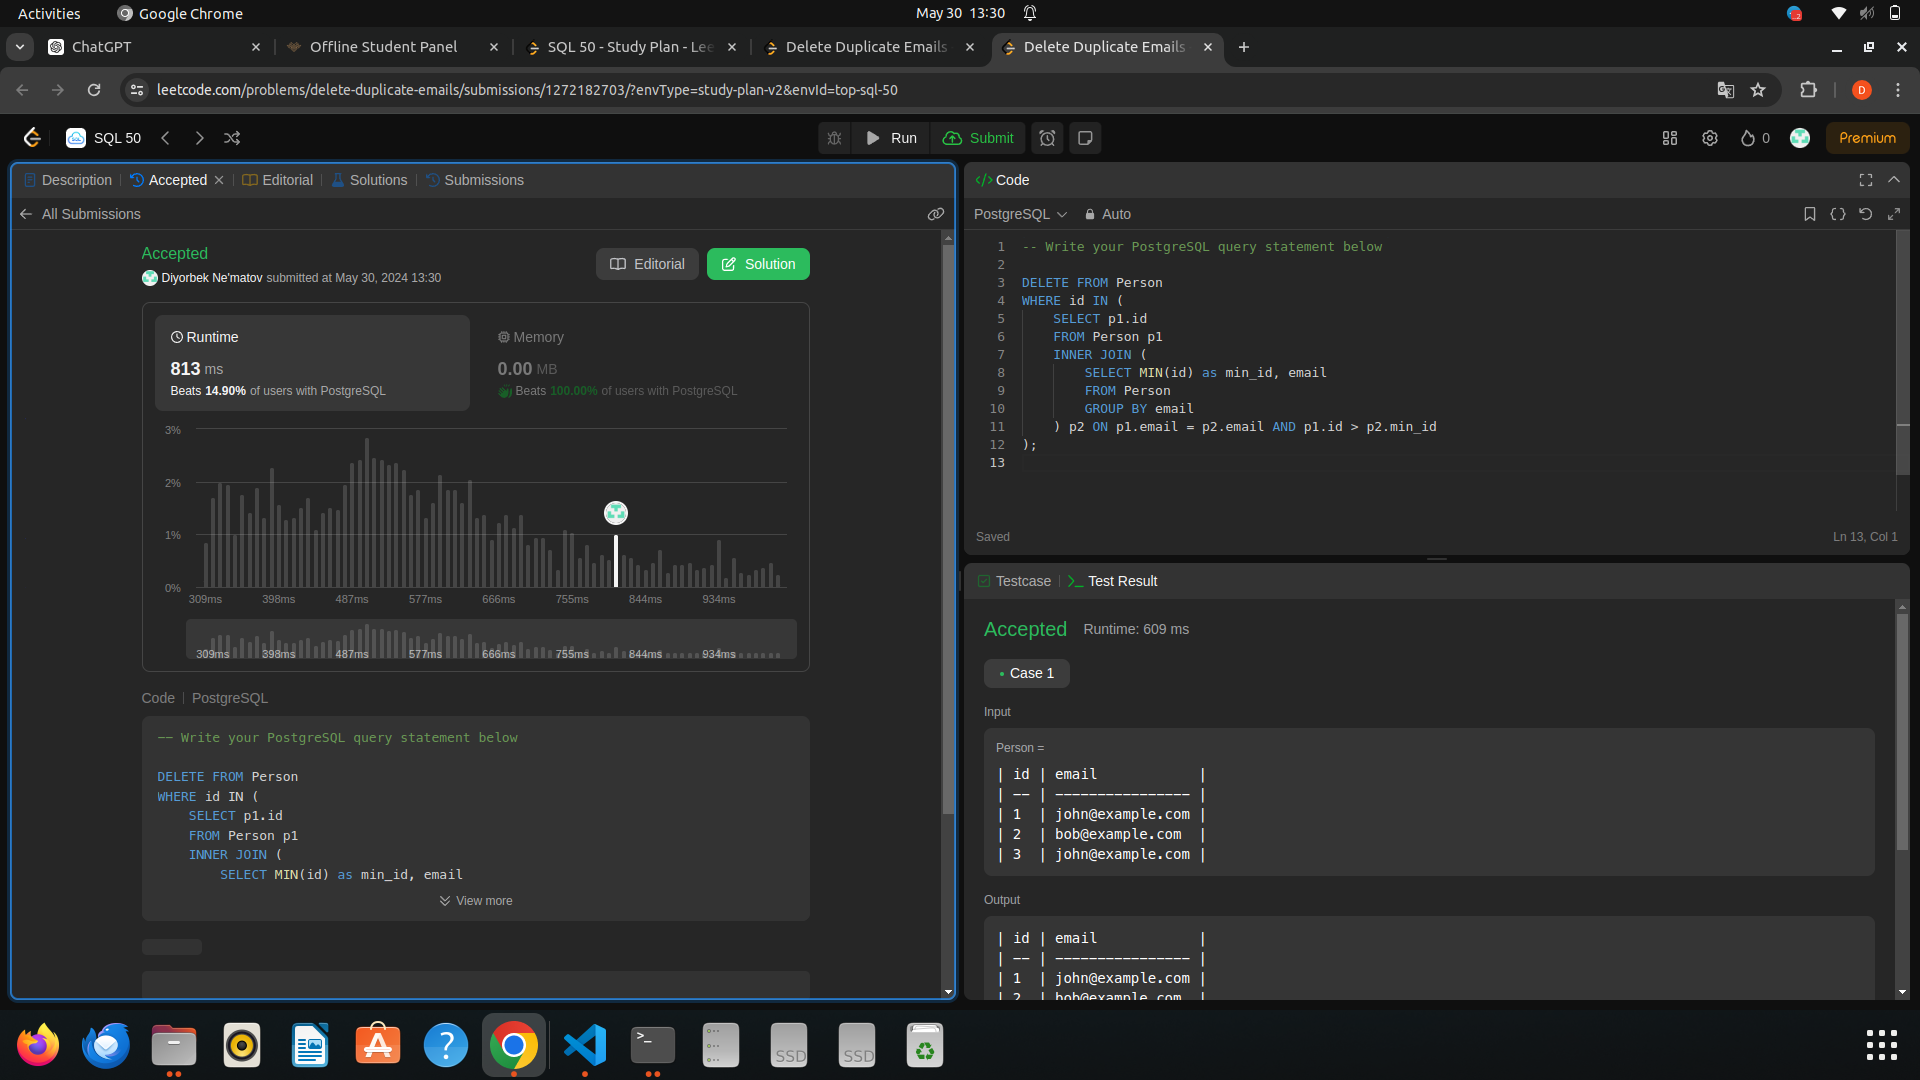 Activities
Google Chrome
May 30 13:30
ChatGPT
Offline Student Panel
SQL 50 - Study Plan - Lee
Delete Duplicate Emails
Delete Duplicate Emails
leetcode.com/problems/delete-duplicate-emails/submissions/1272182703/?envType=study-plan-v2&envId=top-sql-50
D
SQL 50
Run
Submit
0
Premium
Description
Accepted
Editorial
Solutions
Submissions
All Submissions
Accepted
Diyorbek Ne'matov submitted at May 30, 2024 13:30
Editorial
Solution
Runtime
813 ms
Beats 14.90% of users with PostgreSQL
Memory
0.00 MB
Beats 100.00% of users with PostgreSQL
3%
2%
1%
0%
309ms 398ms 487ms 577ms 666ms 755ms 844ms 934ms
309ms 398ms 487ms 577ms 666ms 755ms 844ms 934ms
Code | PostgreSQL
-- Write your PostgreSQL query statement below
DELETE FROM Person
WHERE id IN (
SELECT p1.id
FROM Person p1
INNER JOIN (
SELECT MIN(id) as min_id, email
View more
Code
PostgreSQL
Auto
1 -- Write your PostgreSQL query statement below
2
3 DELETE FROM Person
4 WHERE id IN (
5 SELECT p1.id
6 FROM Person p1
7 INNER JOIN (
8 SELECT MIN(id) as min_id, email
9 FROM Person
10 GROUP BY email
11 ) p2 ON p1.email = p2.email AND p1.id > p2.min_id
12 );
13
Saved
Ln 13, Col 1
Testcase
Test Result
Accepted
Runtime: 609 ms
Case 1
Input
Person =
| id | email |
| -- | ---------------- |
| 1 | john@example.com |
| 2 | bob@example.com |
| 3 | john@example.com |
Output
| id | email |
| -- | ---------------- |
| 1 | john@example.com |
| 2 | bob@example.com |
SSD
SSD